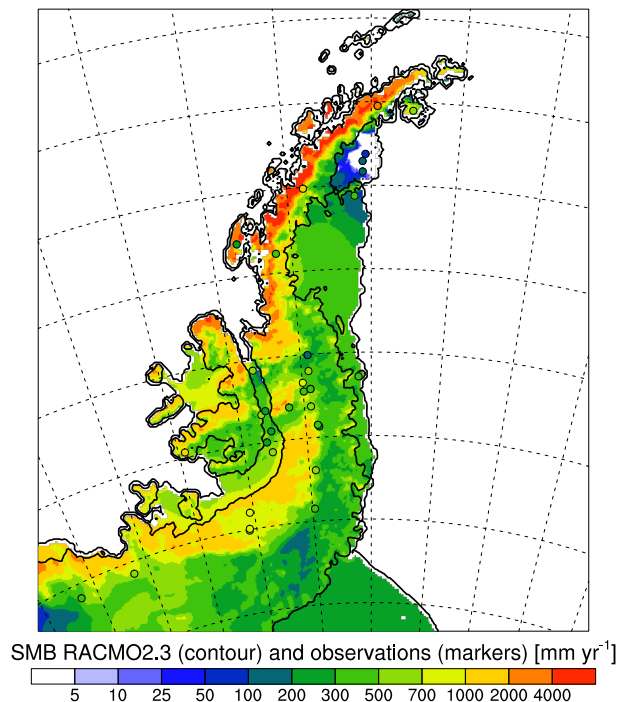 SMB RACMO2.3 (contour) and observations (markers) [mm yr⁻¹]
5 10 25 50 100 200 300 500 700 1000 2000 4000